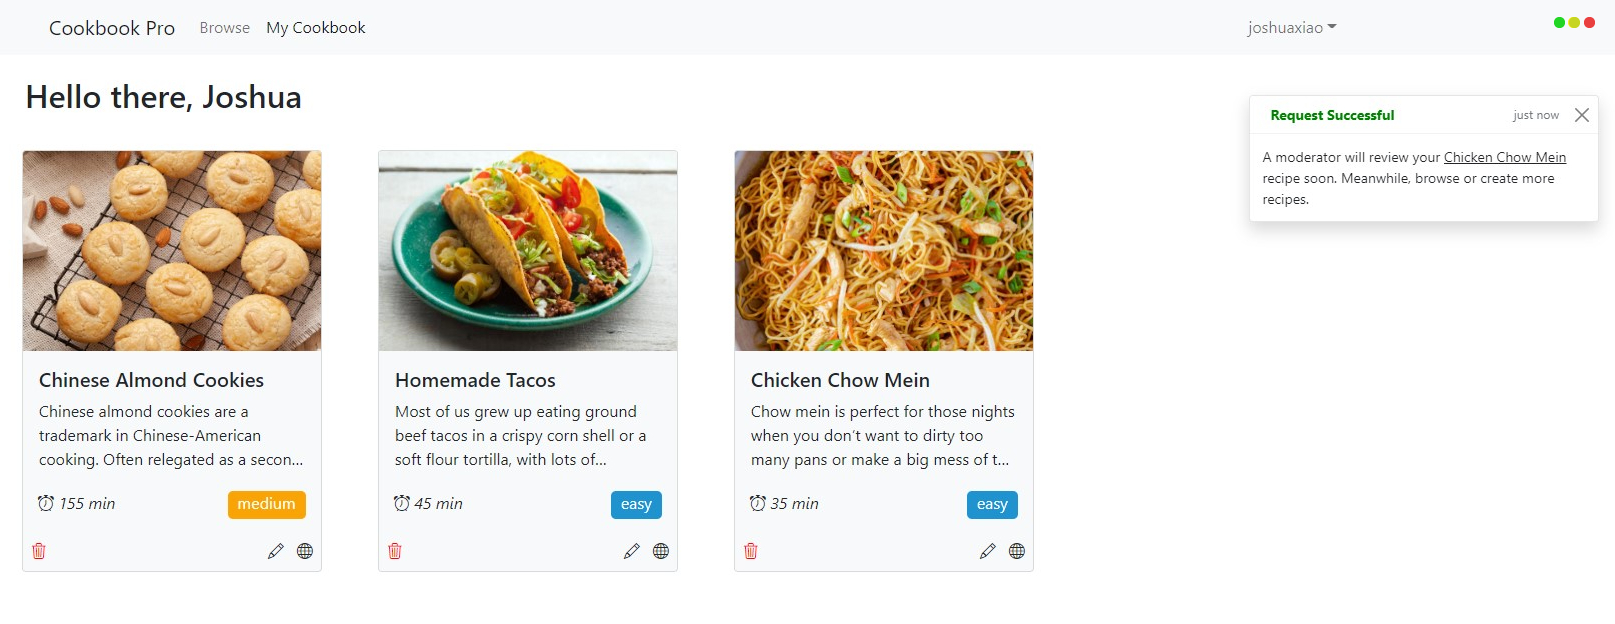 Cookbook Pro Browse My Cookbook joshuaxiao
Hello there, Joshua
Request Successful just now
A moderator will review your Chicken Chow Mein
recipe soon. Meanwhile, browse or create more
recipes.
Chinese Almond Cookies
Chinese almond cookies are a
trademark in Chinese-American
cooking. Often relegated as a secon...
155 min medium
Homemade Tacos
Most of us grew up eating ground
beef tacos in a crispy corn shell or a
soft flour tortilla, with lots of...
45 min easy
Chicken Chow Mein
Chow mein is perfect for those nights
when you don't want to dirty too
many pans or make a big mess of t...
35 min easy